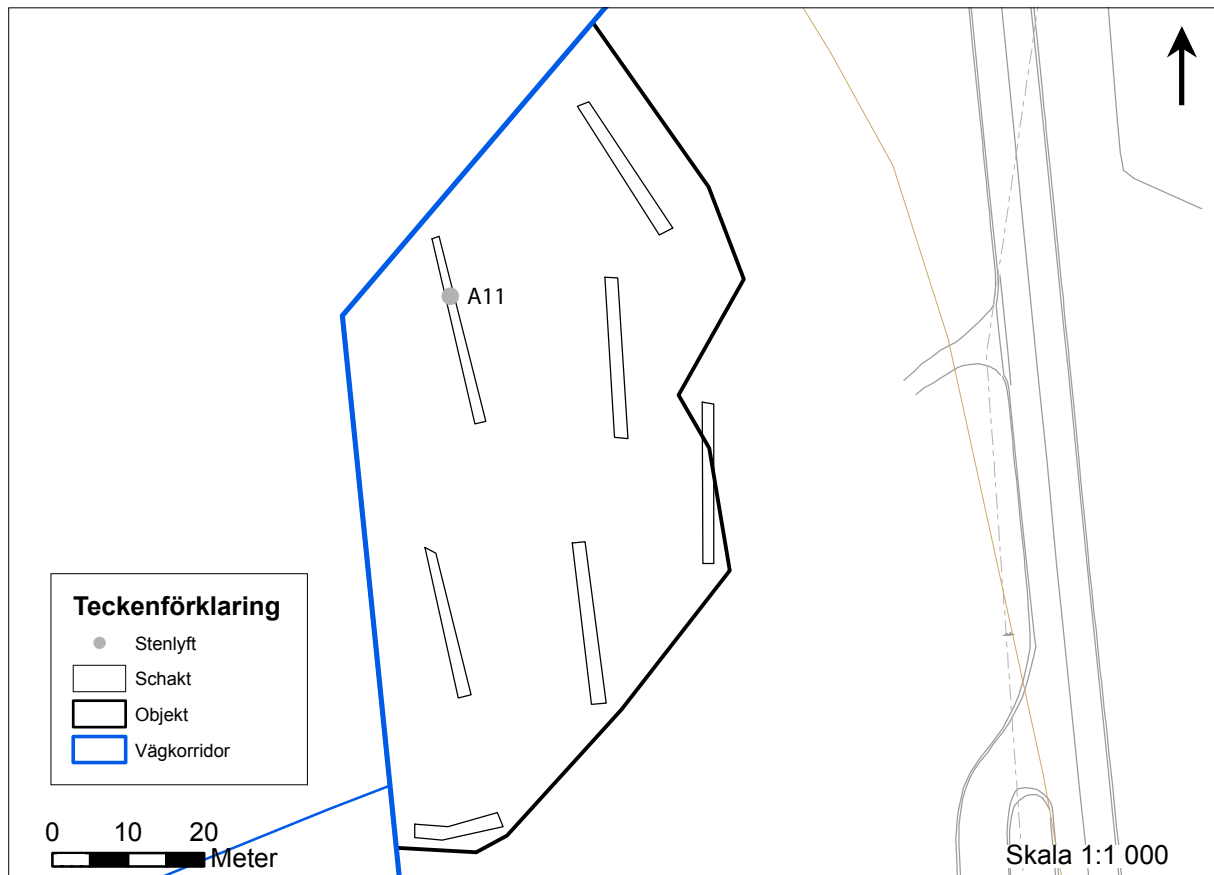 A11
Teckenförklaring
Stenlyft
Schakt
Objekt
Vägkorridor
0 10 20
Meter
Skala 1:1 000